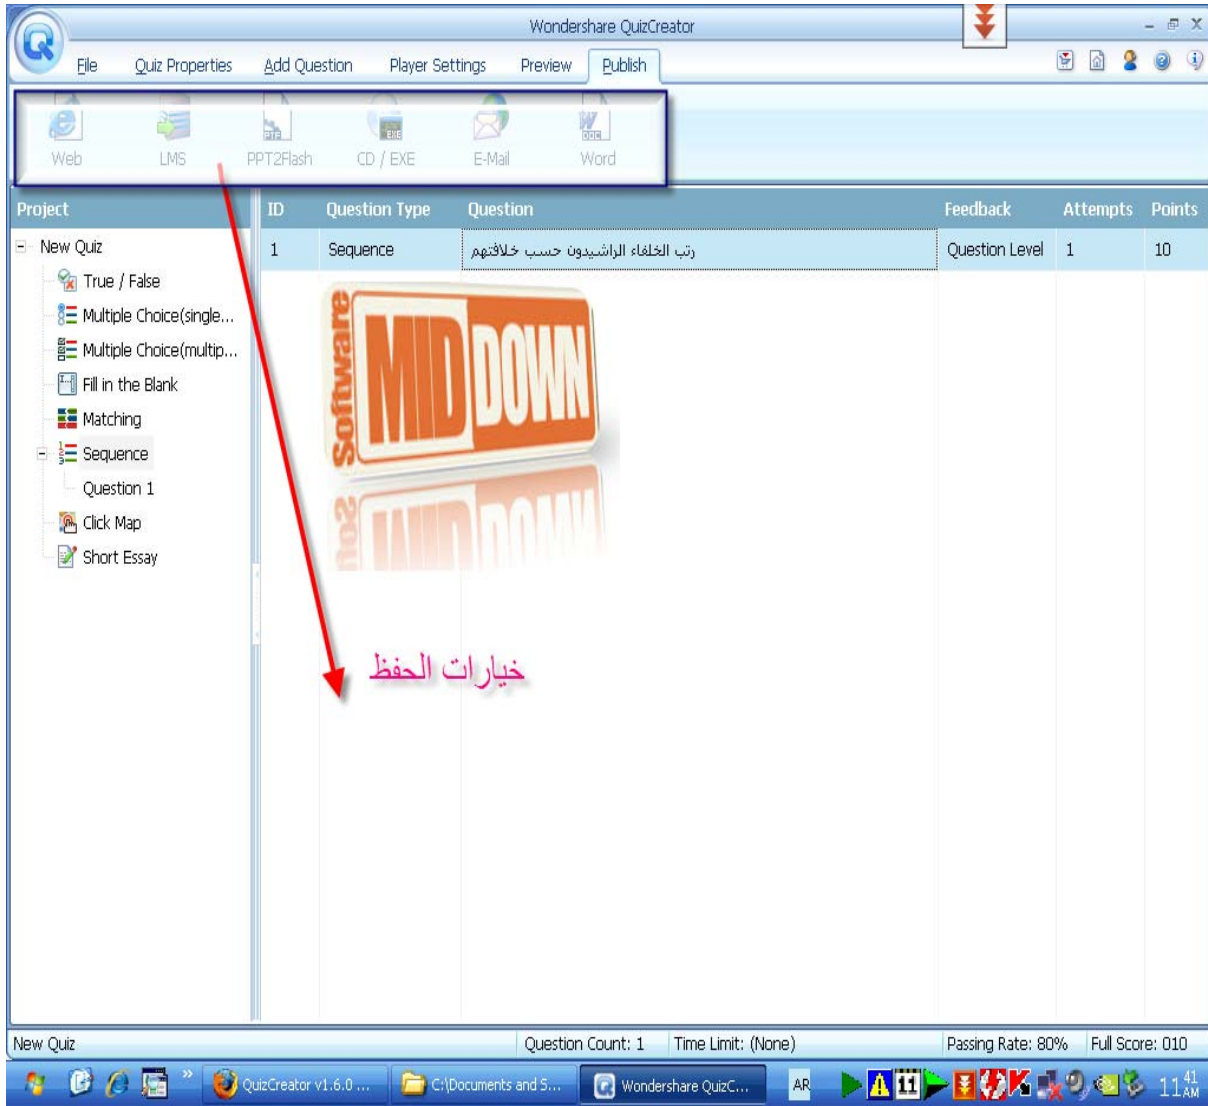 Wondershare QuizCreator
File Quiz Properties Add Question Player Settings Preview Publish
Web LMS PPT2Flash CD / EXE E-Mail Word
Project ID Question Type Question Feedback Attempts Points
New Quiz
1 Sequence رتب الخلفاء الراشيدون حسب خلافتهم Question Level 1 10
True / False
Multiple Choice(single...
Multiple Choice(multip...
Fill in the Blank
Matching
Sequence
Question 1
Click Map
Short Essay
Software MID DOWN
خيارات الحفظ
New Quiz Question Count: 1 Time Limit: (None) Passing Rate: 80% Full Score: 010
QuizCreator v1.6.0 ... C:\Documents and S... Wondershare QuizC... AR 11 11 41 AM